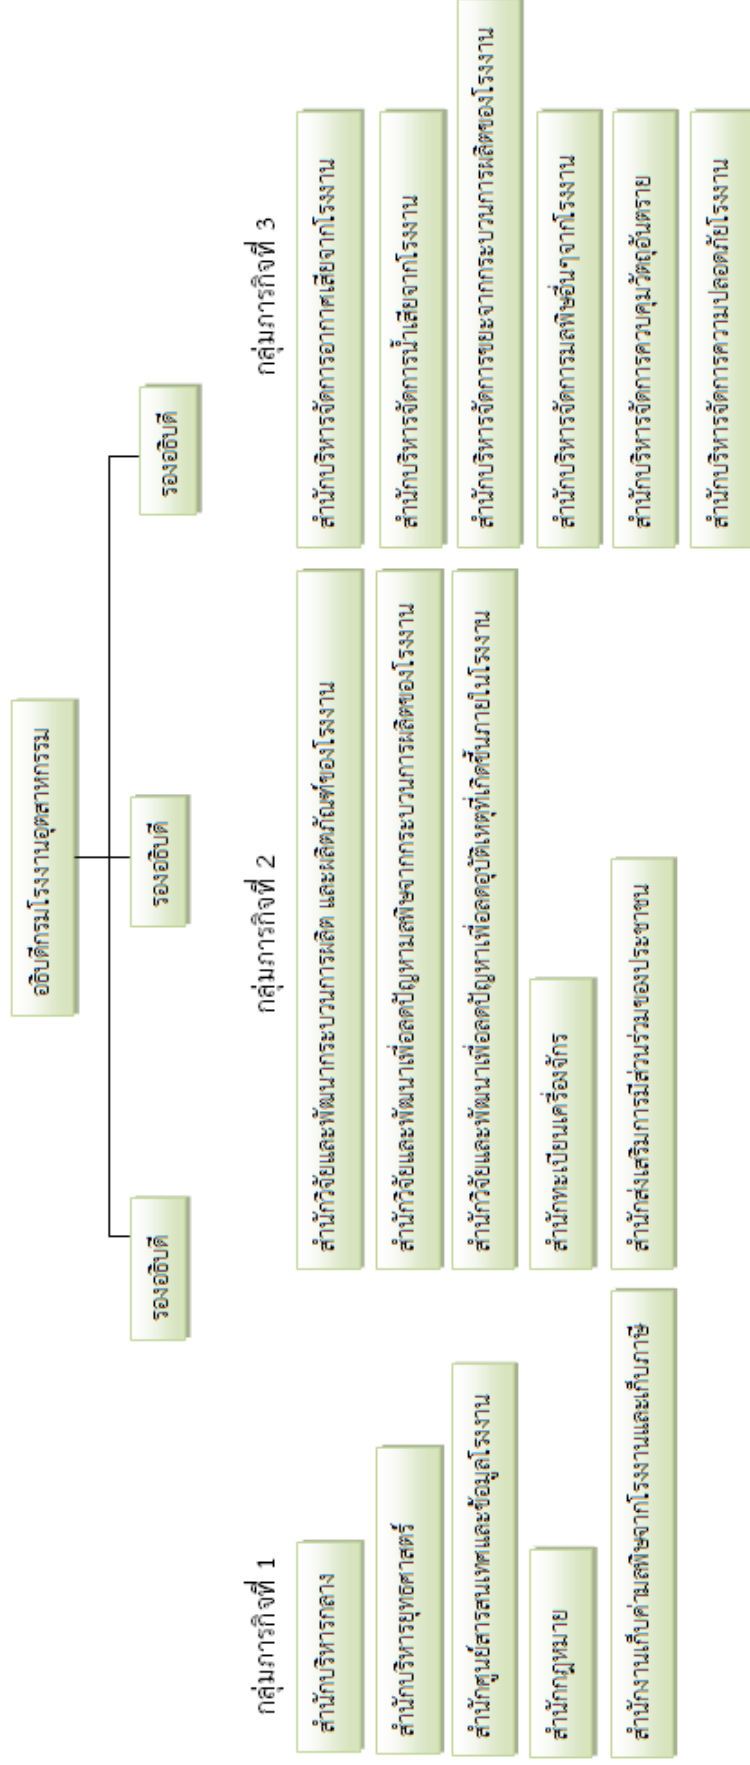 อธิบดีกรมโรงงานอุตสาหกรรม
รองอธิบดี
รองอธิบดี
รองอธิบดี
กลุ่มภารกิจที่ 1
สำนักบริหารกลาง
สำนักบริหารยุทธศาสตร์
สำนักศูนย์สารสนเทศและข้อมูลโรงงาน
สำนักกฎหมาย
สำนักงานเก็บค่ามลพิษจากโรงงานและเก็บภาษี
กลุ่มภารกิจที่ 2
สำนักวิจัยและพัฒนากระบวนการผลิต และผลิตภัณฑ์ของโรงงาน
สำนักวิจัยและพัฒนาเพื่อลดปัญหามลพิษจากกระบวนการผลิตของโรงงาน
สำนักวิจัยและพัฒนาเพื่อลดปัญหาเพื่อลดอุบัติเหตุที่เกิดขึ้นภายในโรงงาน
สำนักทะเบียนเครื่องจักร
สำนักส่งเสริมการมีส่วนร่วมของประชาชน
กลุ่มภารกิจที่ 3
สำนักบริหารจัดการอากาศเสียจากโรงงาน
สำนักบริหารจัดการน้ำเสียจากโรงงาน
สำนักบริหารจัดการขยะจากกระบวนการผลิตของโรงงาน
สำนักบริหารจัดการมลพิษอื่นๆจากโรงงาน
สำนักบริหารจัดการควบคุมวัตถุอันตราย
สำนักบริหารจัดการความปลอดภัยโรงงาน